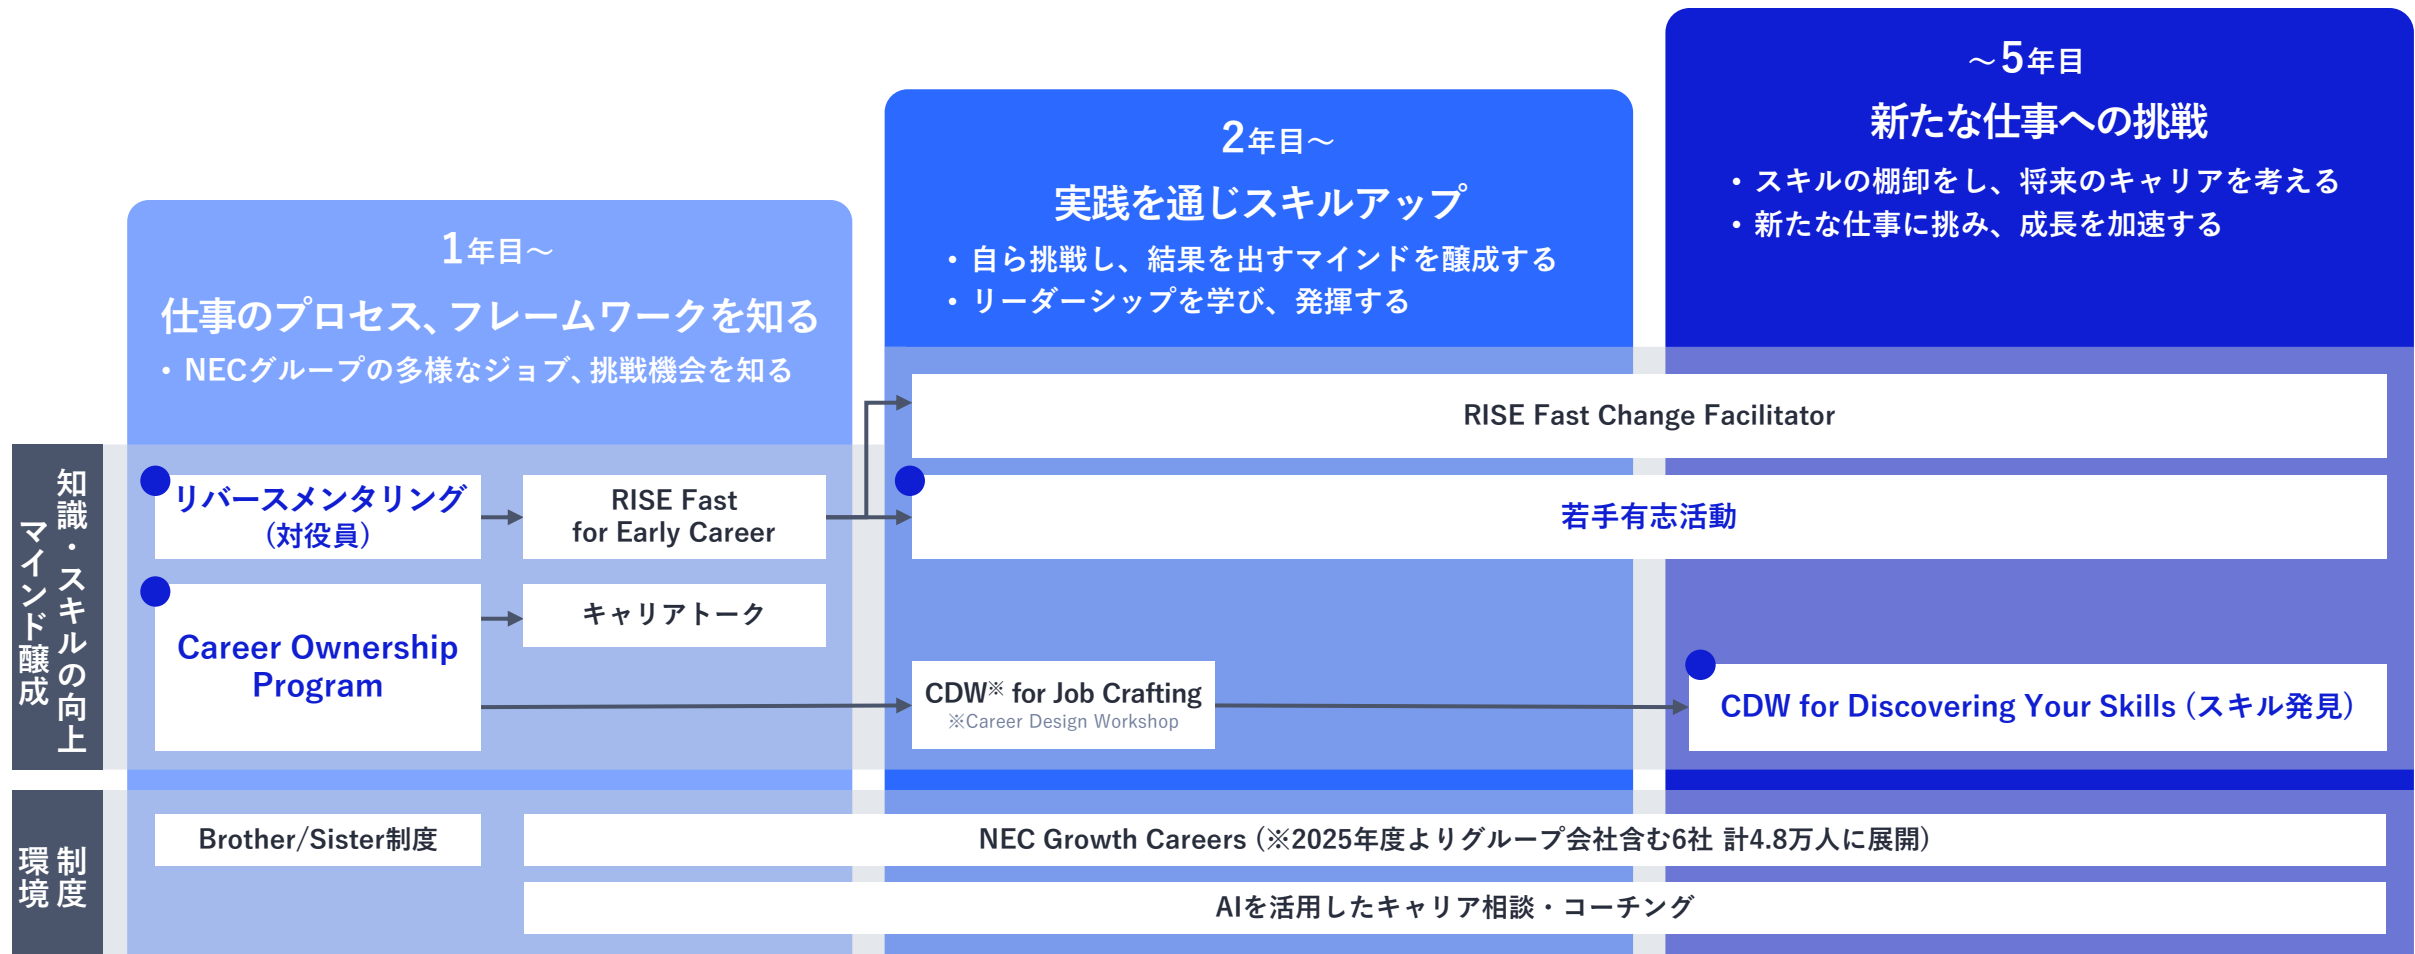 1年目～
仕事のプロセス、フレームワークを知る
・NECグループの多様なジョブ、挑戦機会を知る
2年目～
実践を通じスキルアップ
・自ら挑戦し、結果を出すマインドを醸成する
・リーダーシップを学び、発揮する
～5年目
新たな仕事への挑戦
・スキルの棚卸をし、将来のキャリアを考える
・新たな仕事に挑み、成長を加速する
知識・スキルの向上
マインド醸成
リバースメンタリング
（対役員）
RISE Fast
for Early Career
RISE Fast Change Facilitator
若手有志活動
Career Ownership
Program
キャリアトーク
CDW※ for Job Crafting
※Career Design Workshop
CDW for Discovering Your Skills（スキル発見）
制度
環境
Brother/Sister制度
NEC Growth Careers（※2025年度よりグループ会社含む6社 計4.8万人に展開）
AIを活用したキャリア相談・コーチング